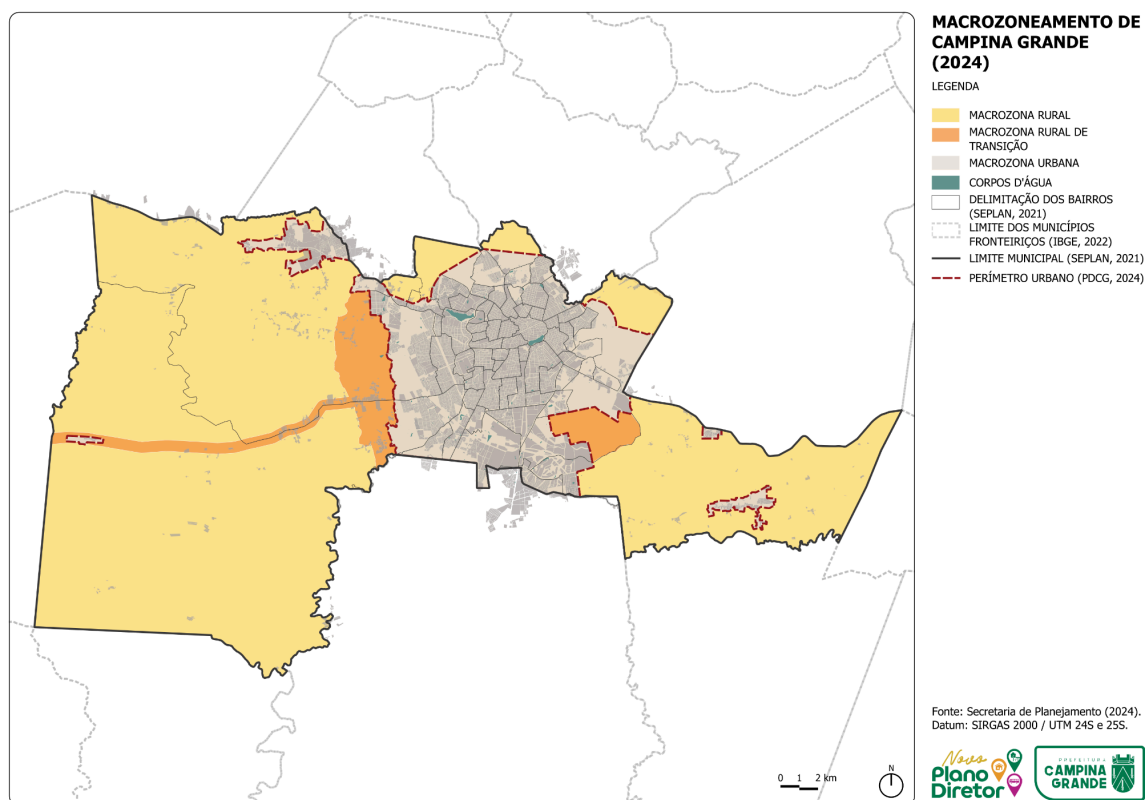 MACROZONEAMENTO DE
CAMPINA GRANDE
(2024)
LEGENDA
MACROZONA RURAL
MACROZONA RURAL DE
TRANSIÇÃO
MACROZONA URBANA
CORPOS D'ÁGUA
DELIMITAÇÃO DOS BAIRROS
(SEPLAN, 2021)
LIMITE DOS MUNICÍPIOS
FRONTEIRIÇOS (IBGE, 2022)
LIMITE MUNICIPAL (SEPLAN, 2021)
PERÍMETRO URBANO (PDCG, 2024)
0 1 2 km
N
Fonte: Secretaria de Planejamento (2024).
Datum: SIRGAS 2000 / UTM 24S e 25S.
Novo
Plano
Diretor
PREFEITURA
CAMPINA
GRANDE